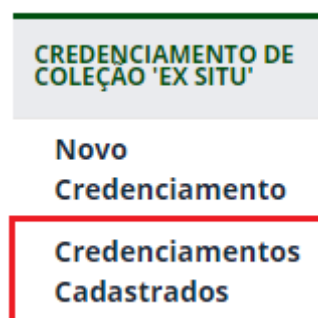 CREDENCIAMENTO DE
COLEÇÃO 'EX SITU'
Novo
Credenciamento
Credenciamentos
Cadastrados